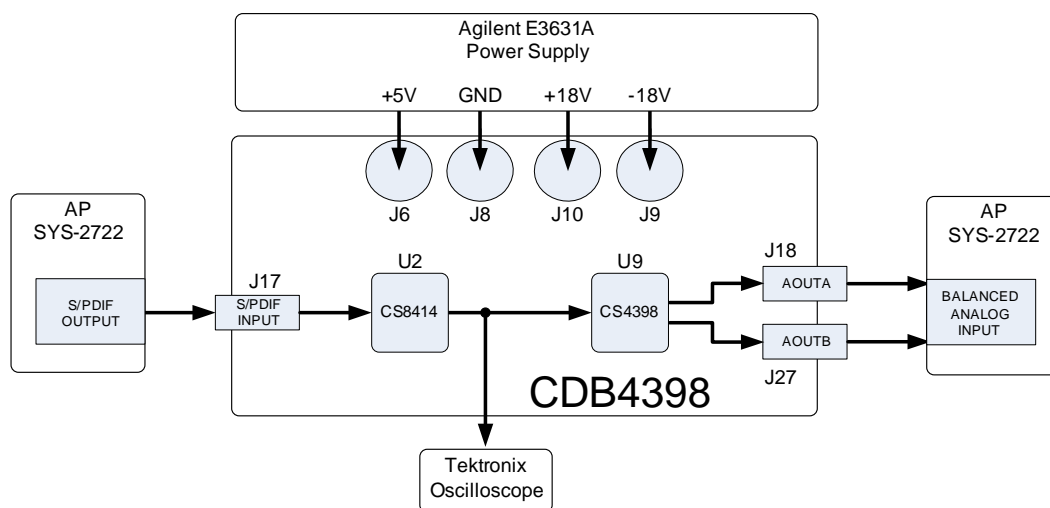 Agilent E3631A
Power Supply
+5V GND +18V -18V
J6 J8 J10 J9
AP
SYS-2722
S/PDIF
OUTPUT
J17
S/PDIF
INPUT
U2
CS8414
U9
CS4398
J18
AOUTA
AOUTB
J27
AP
SYS-2722
BALANCED
ANALOG
INPUT
CDB4398
Tektronix
Oscilloscope